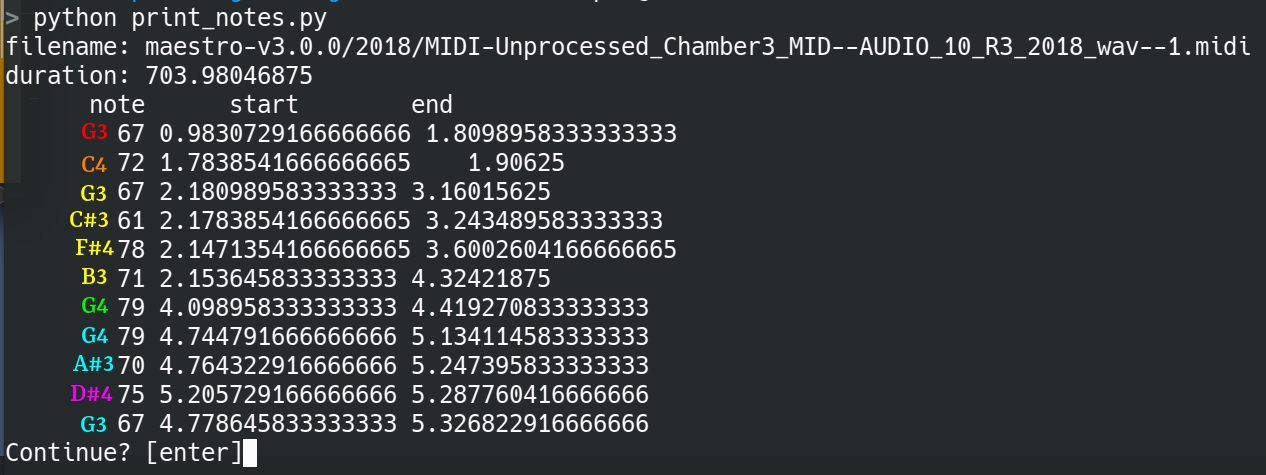 > python print_notes.py
filename: maestro-v3.0.0/2018/MIDI-Unprocessed_Chamber3_MID--AUDIO_10_R3_2018_wav--1.midi
duration: 703.98046875
note start end
G3 67 0.9830729166666666 1.8098958333333333
C4 72 1.7838541666666665 1.90625
G3 67 2.180989583333333 3.16015625
C#3 61 2.1783854166666665 3.243489583333333
F#4 78 2.1471354166666665 3.6002604166666665
B3 71 2.153645833333333 4.32421875
G4 79 4.098958333333333 4.419270833333333
G4 79 4.744791666666666 5.134114583333333
A#3 70 4.764322916666666 5.247395833333333
D#4 75 5.205729166666666 5.287760416666666
G3 67 4.778645833333333 5.326822916666666
Continue? [enter]